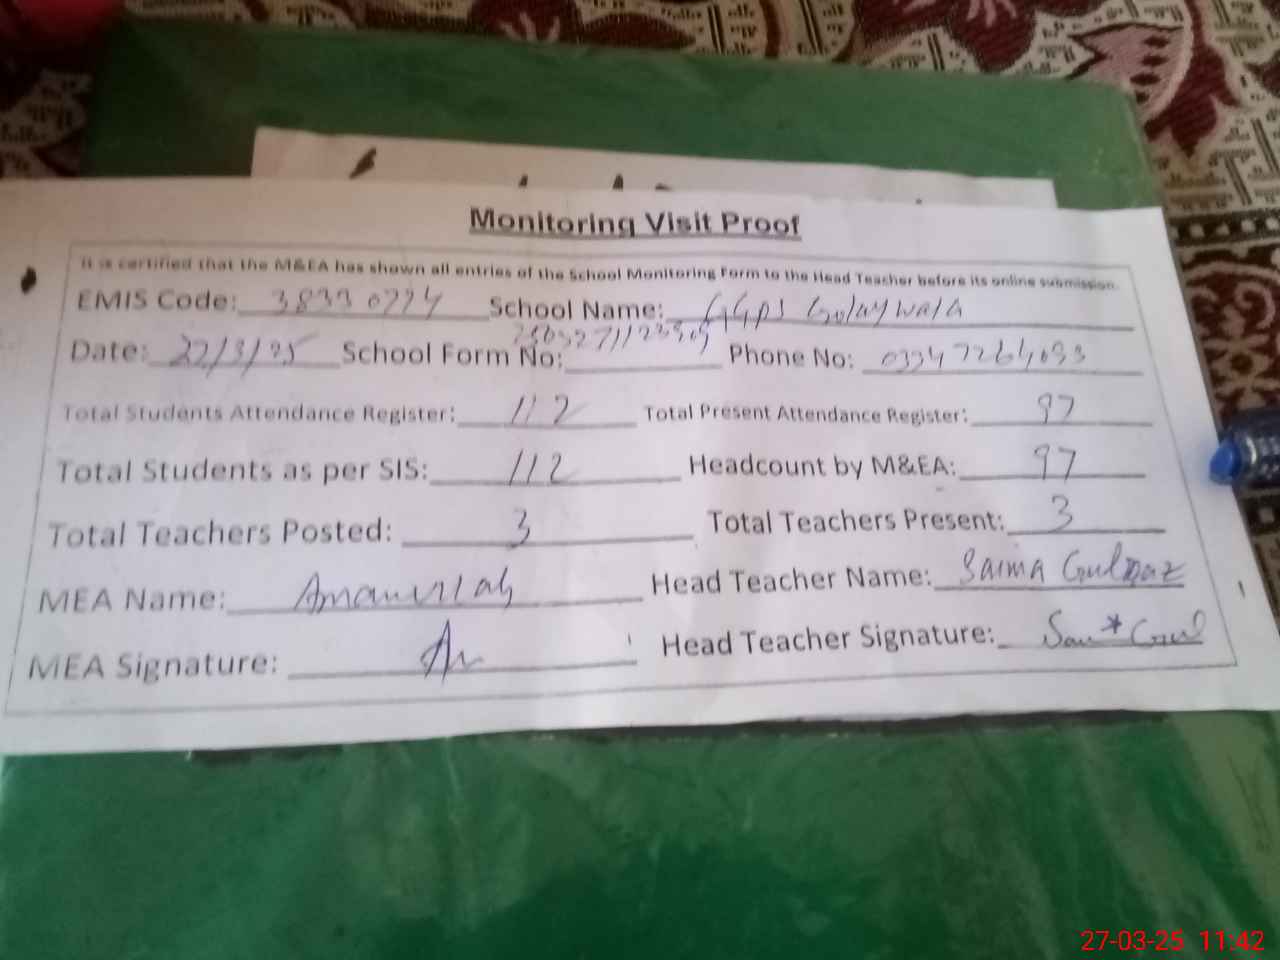 Monitoring Visit Proof
It is certified that the M&EA has shown all entries of the School Monitoring Form to the Head Teacher before its online submission.
EMIS Code: 38330774 School Name: GGPS Golaywala
Date: 27/3/25 School Form No: Phone No:
Total Students Attendance Register: 112 Total Present Attendance Register: 97
Total Students as per SIS: 112 Headcount by M&EA: 97
Total Teachers Posted: 3 Total Teachers Present: 3
MEA Name: Amanullah Head Teacher Name: Saima Gulnaz
MEA Signature: Head Teacher Signature:
27-03-25 11:42